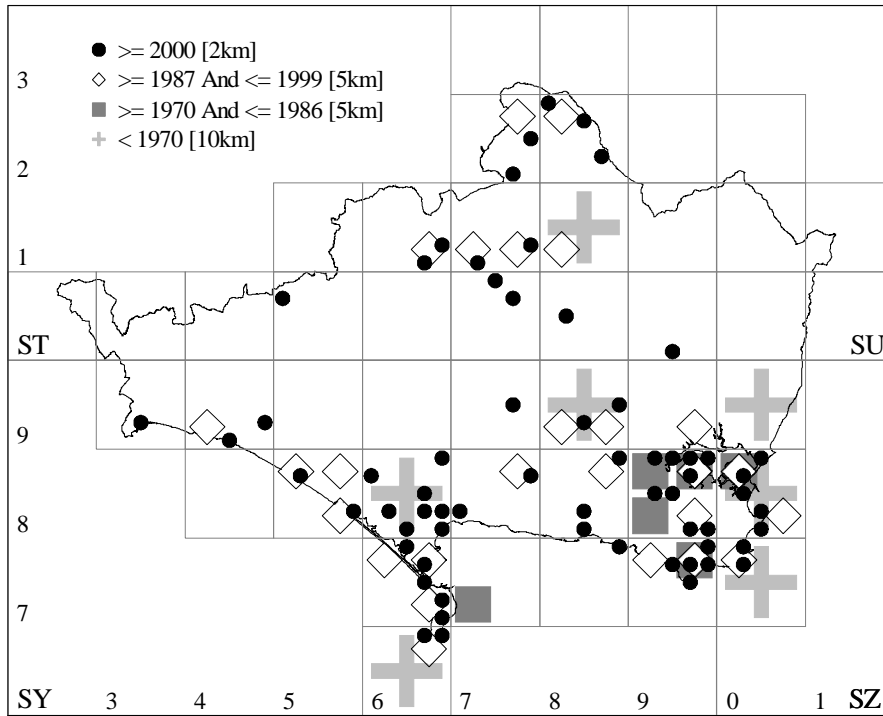 >= 2000 [2km]
>= 1987 And <= 1999 [5km]
>= 1970 And <= 1986 [5km]
< 1970 [10km]
3
2
1
ST SU
9
8
7
SY 3 4 5 6 7 8 9 0 1 SZ